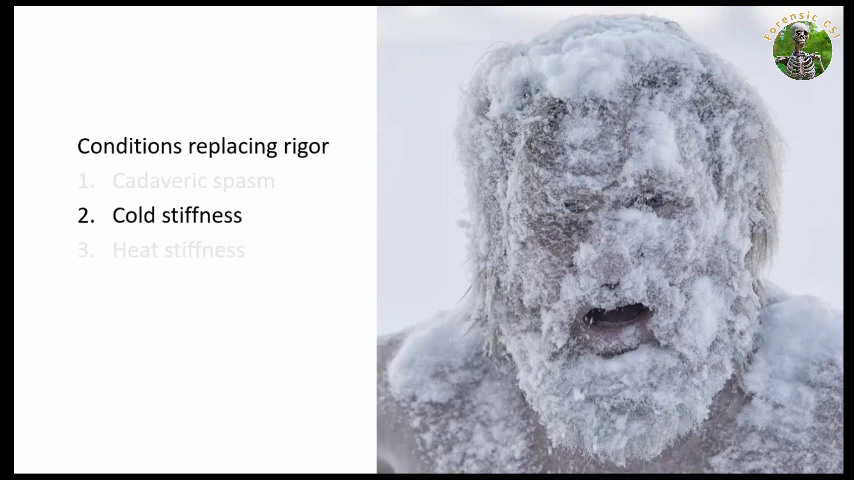 Forensic CSI
Conditions replacing rigor
1. Cadaveric spasm
2. Cold stiffness
3. Heat stiffness